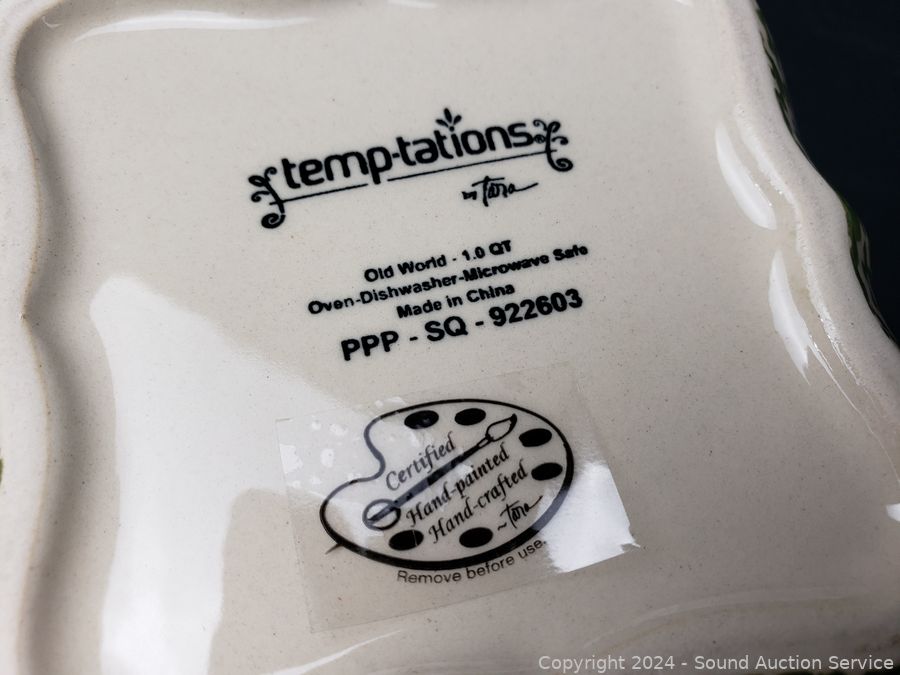 temp-tations
by Tara
Old World - 1.0 QT
Oven-Dishwasher-Microwave Safe
Made in China
PPP - SQ - 922603
Certified
Hand-painted
Hand-crafted
~Tara
Remove before use.
Copyright 2024 - Sound Auction Service